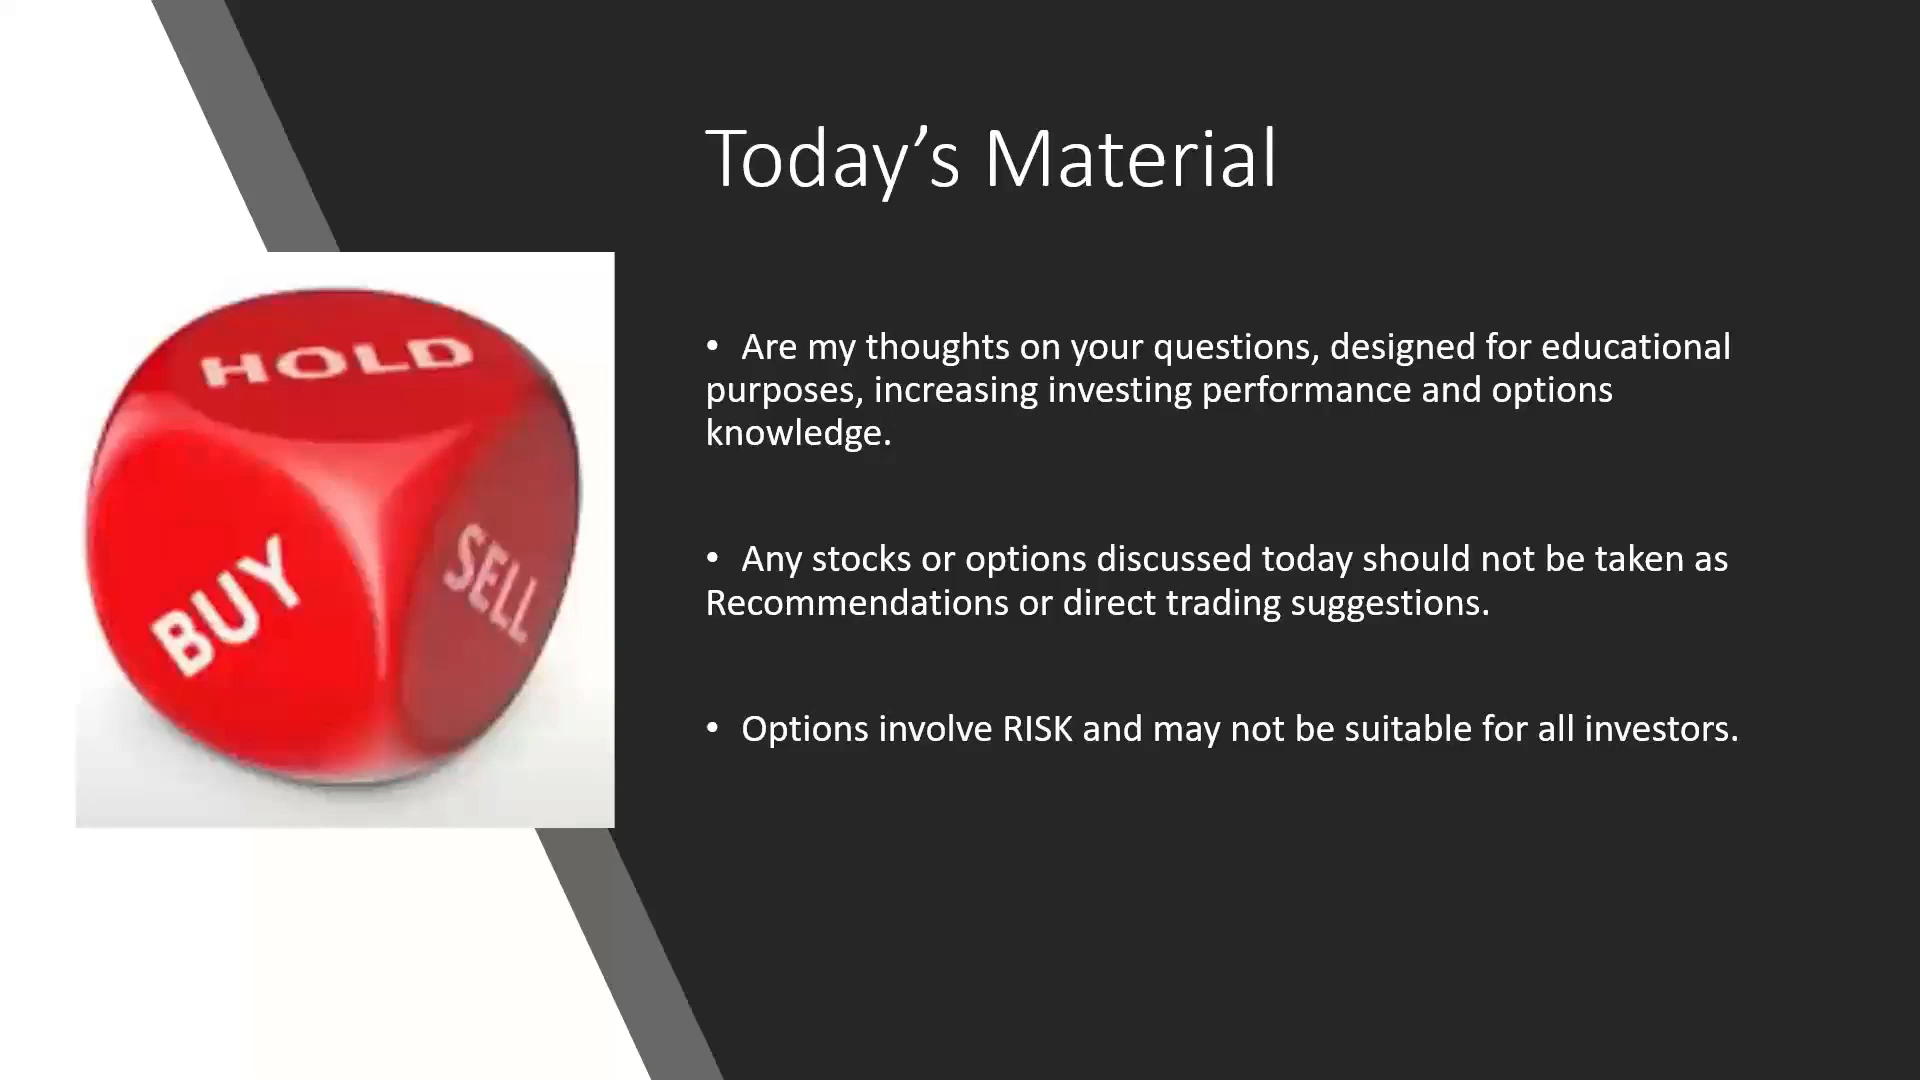 Today’s Material
HOLD
BUY
SELL
• Are my thoughts on your questions, designed for educational
purposes, increasing investing performance and options
knowledge.
• Any stocks or options discussed today should not be taken as
Recommendations or direct trading suggestions.
• Options involve RISK and may not be suitable for all investors.